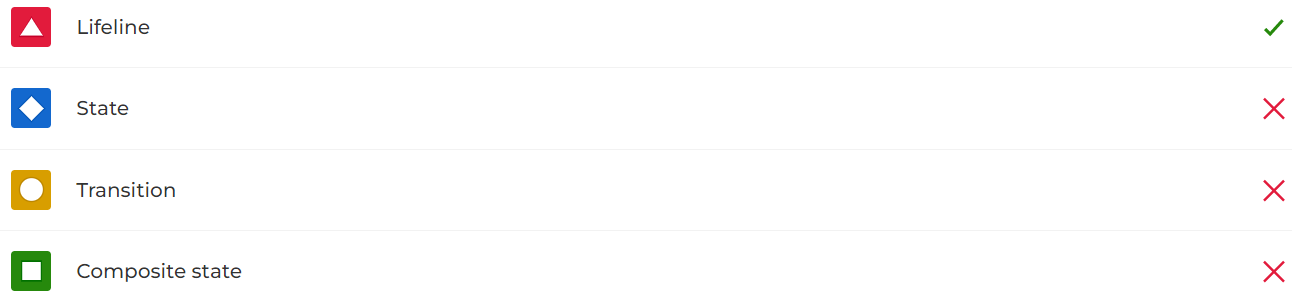 Lifeline
State
Transition
Composite state